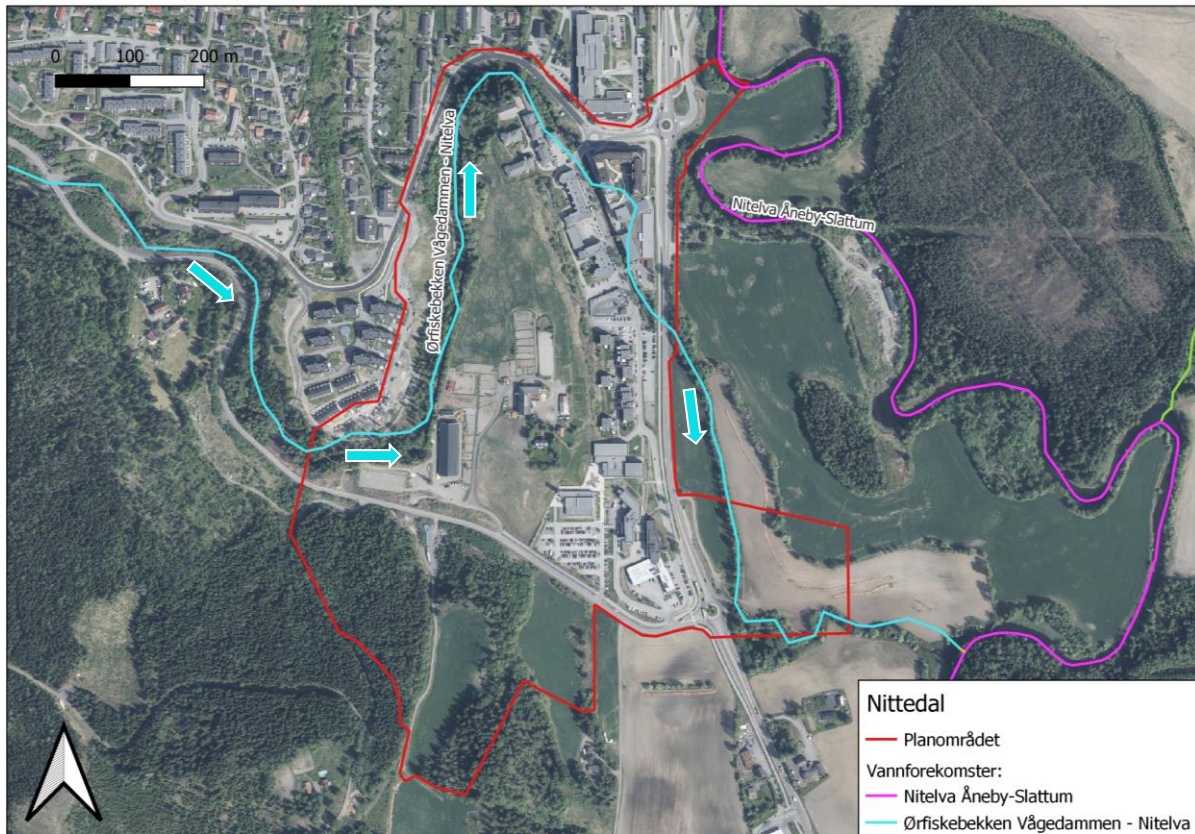 0 100 200 m
Ørfiskebekken Vågedammen - Nitelva
Nitelva Åneby-Slattum
Nittedal
Planområdet
Vannforekomster:
Nitelva Åneby-Slattum
Ørfiskebekken Vågedammen - Nitelva